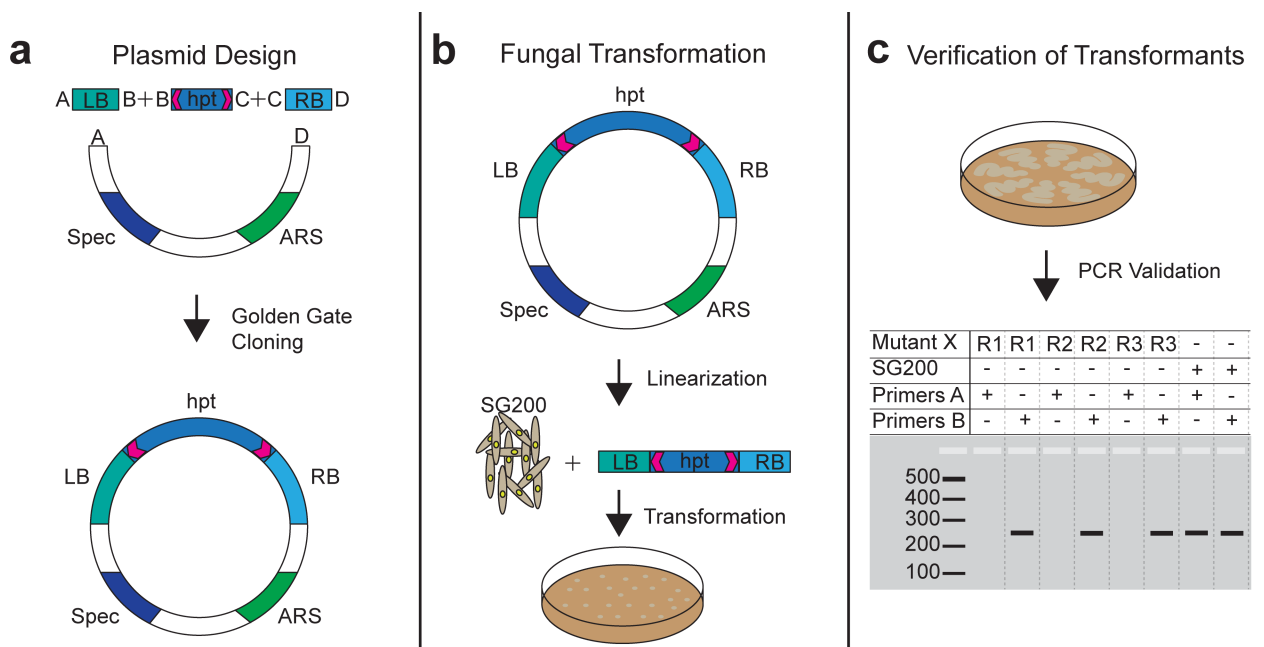 a
Plasmid Design
A LB B+B hpt C+C RB D
A
D
Spec
ARS
Golden Gate
Cloning
hpt
LB
RB
Spec
ARS
b
Fungal Transformation
hpt
LB
RB
Spec
ARS
Linearization
SG200
+
LB hpt RB
Transformation
c
Verification of Transformants
PCR Validation
Mutant X R1 R1 R2 R2 R3 R3 - -
SG200 - - - - - - + +
Primers A + - + - + - + -
Primers B - + - + - + - +
500
400
300
200
100